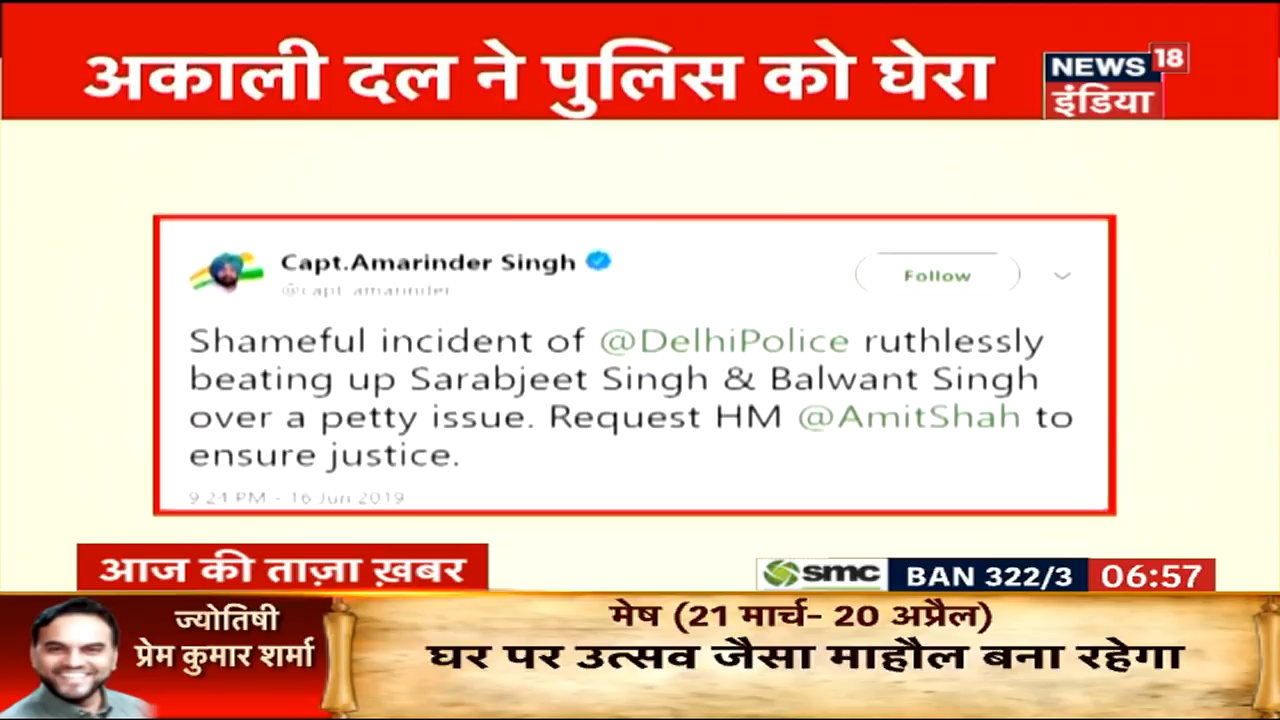 अकाली दल ने पुलिस को घेरा
NEWS 18
इंडिया
Capt.Amarinder Singh
@capt_amarinder
Follow
Shameful incident of @DelhiPolice ruthlessly
beating up Sarabjeet Singh & Balwant Singh
over a petty issue. Request HM @AmitShah to
ensure justice.
9:21 PM - 16 Jun 2019
आज की ताज़ा ख़बर
smc
BAN 322/3
06:57
ज्योतिषी
प्रेम कुमार शर्मा
मेष (21 मार्च- 20 अप्रैल)
घर पर उत्सव जैसा माहौल बना रहेगा